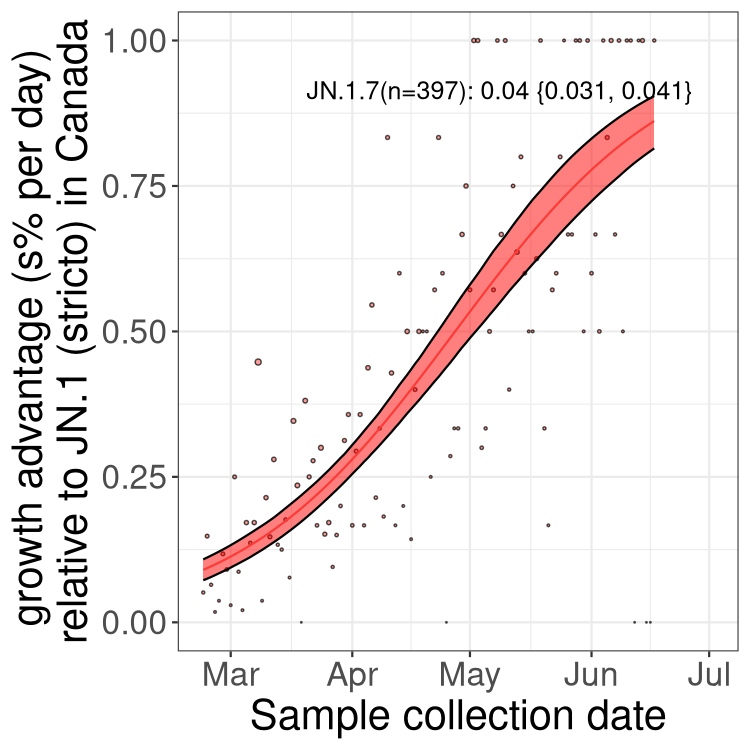 growth advantage (s% per day)
relative to JN.1 (stricto) in Canada
1.00
0.75
0.50
0.25
0.00
JN.1.7(n=397): 0.04 {0.031, 0.041}
Mar Apr May Jun Jul
Sample collection date